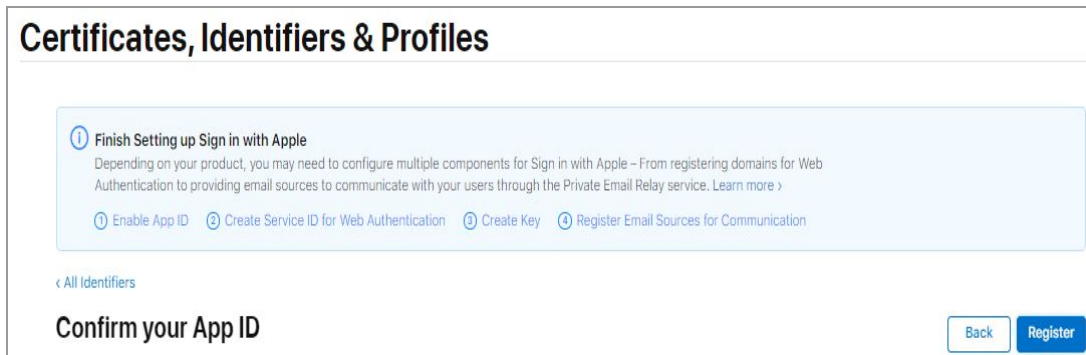 Certificates, Identifiers & Profiles
Finish Setting up Sign in with Apple
Depending on your product, you may need to configure multiple components for Sign in with Apple – From registering domains for Web
Authentication to providing email sources to communicate with your users through the Private Email Relay service. Learn more ›
1 Enable App ID 2 Create Service ID for Web Authentication 3 Create Key 4 Register Email Sources for Communication
‹ All Identifiers
Confirm your App ID Back Register